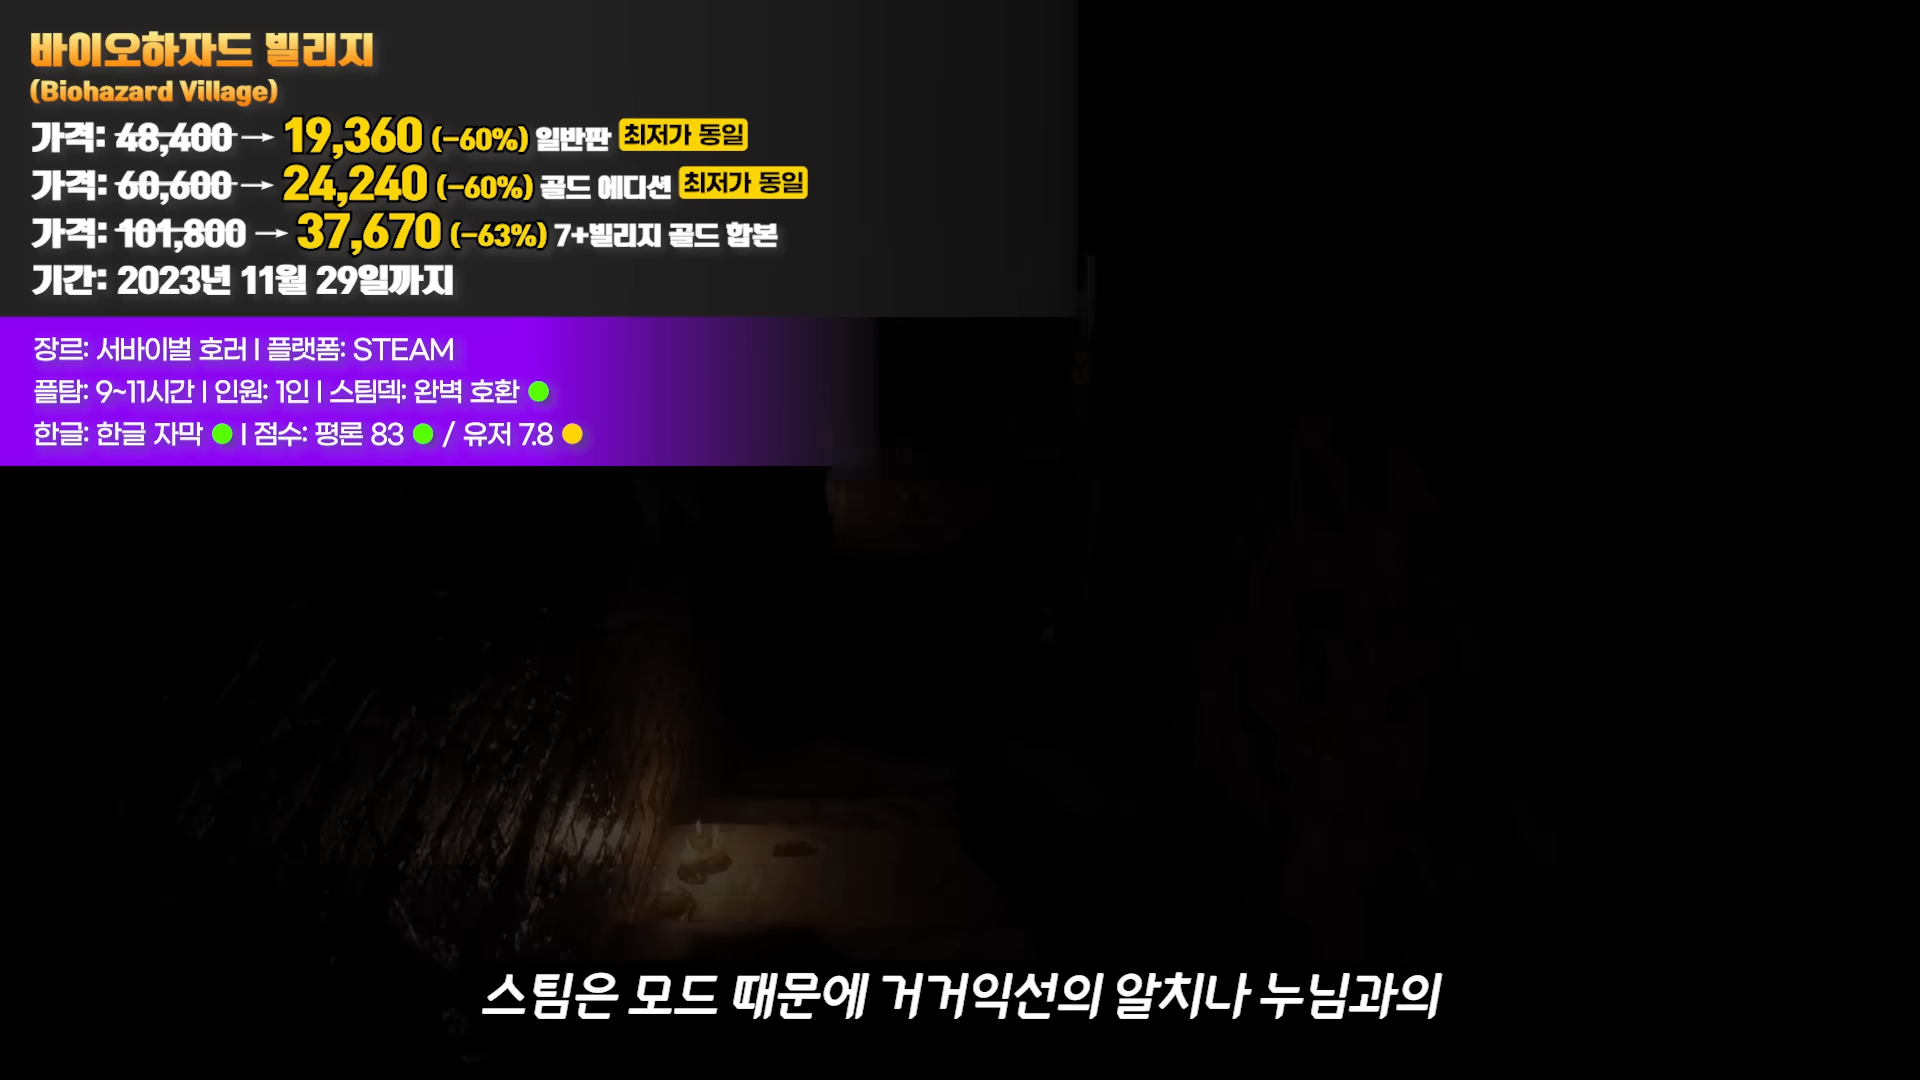 바이오하자드 빌리지
(Biohazard Village)
가격: 48,400 → 19,360 (-60%) 일반판 최저가 동일
가격: 60,600 → 24,240 (-60%) 골드 에디션 최저가 동일
가격: 101,800 → 37,670 (-63%) 7+빌리지 골드 합본
기간: 2023년 11월 29일까지
장르: 서바이벌 호러 | 플랫폼: STEAM
플탐: 9~11시간 | 인원: 1인 | 스팀덱: 완벽 호환
한글: 한글 자막 | 점수: 평론 83 / 유저 7.8
스팀은 모드 때문에 거거익선의 알치나 누님과의